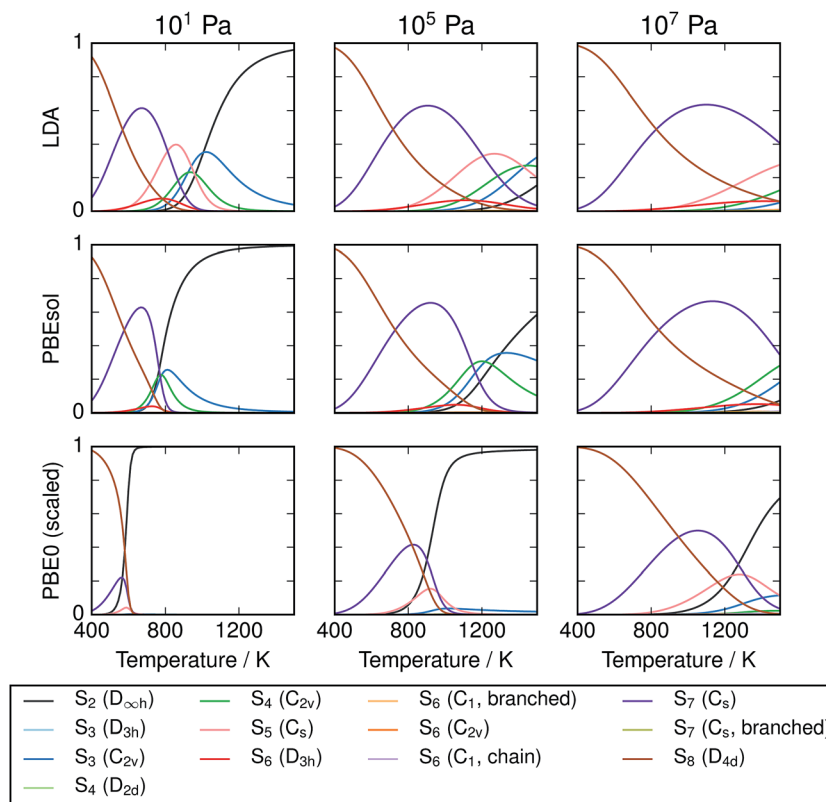 10¹ Pa 10⁵ Pa 10⁷ Pa
1
LDA
0
1
PBEsol
0
1
PBE0 (scaled)
0
400 800 1200 400 800 1200 400 800 1200
Temperature / K Temperature / K Temperature / K
S₂ (D∞h) S₄ (C₂ᵥ) S₆ (C₁, branched) S₇ (Cₛ)
S₃ (D₃ₕ) S₅ (Cₛ) S₆ (C₂ᵥ) S₇ (Cₛ, branched)
S₃ (C₂ᵥ) S₆ (D₃ₕ) S₆ (C₁, chain) S₈ (D₄d)
S₄ (D₂d)